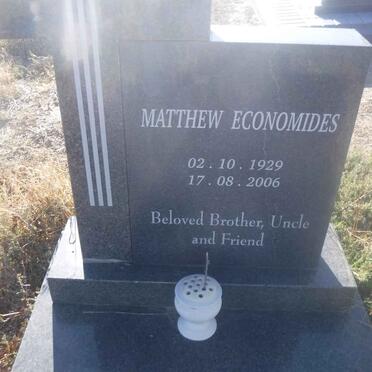 MATTHEW ECONOMIDES
02 . 10 . 1929
17 . 08 . 2006
Beloved Brother, Uncle
and Friend